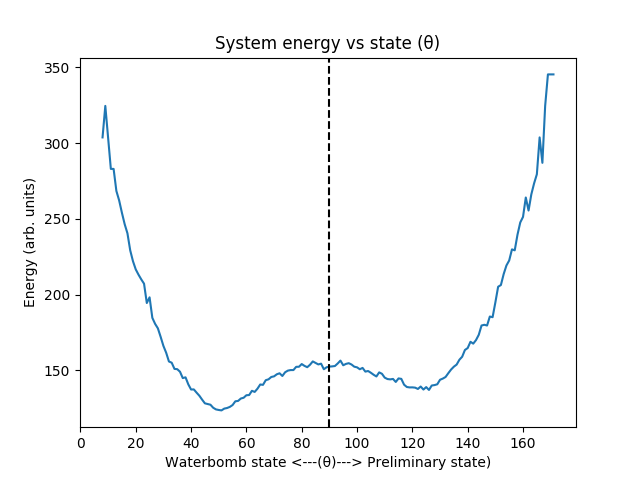 System energy vs state (θ)
Energy (arb. units)
350
300
250
200
150
0 20 40 60 80 100 120 140 160
Waterbomb state <---(θ)---> Preliminary state)